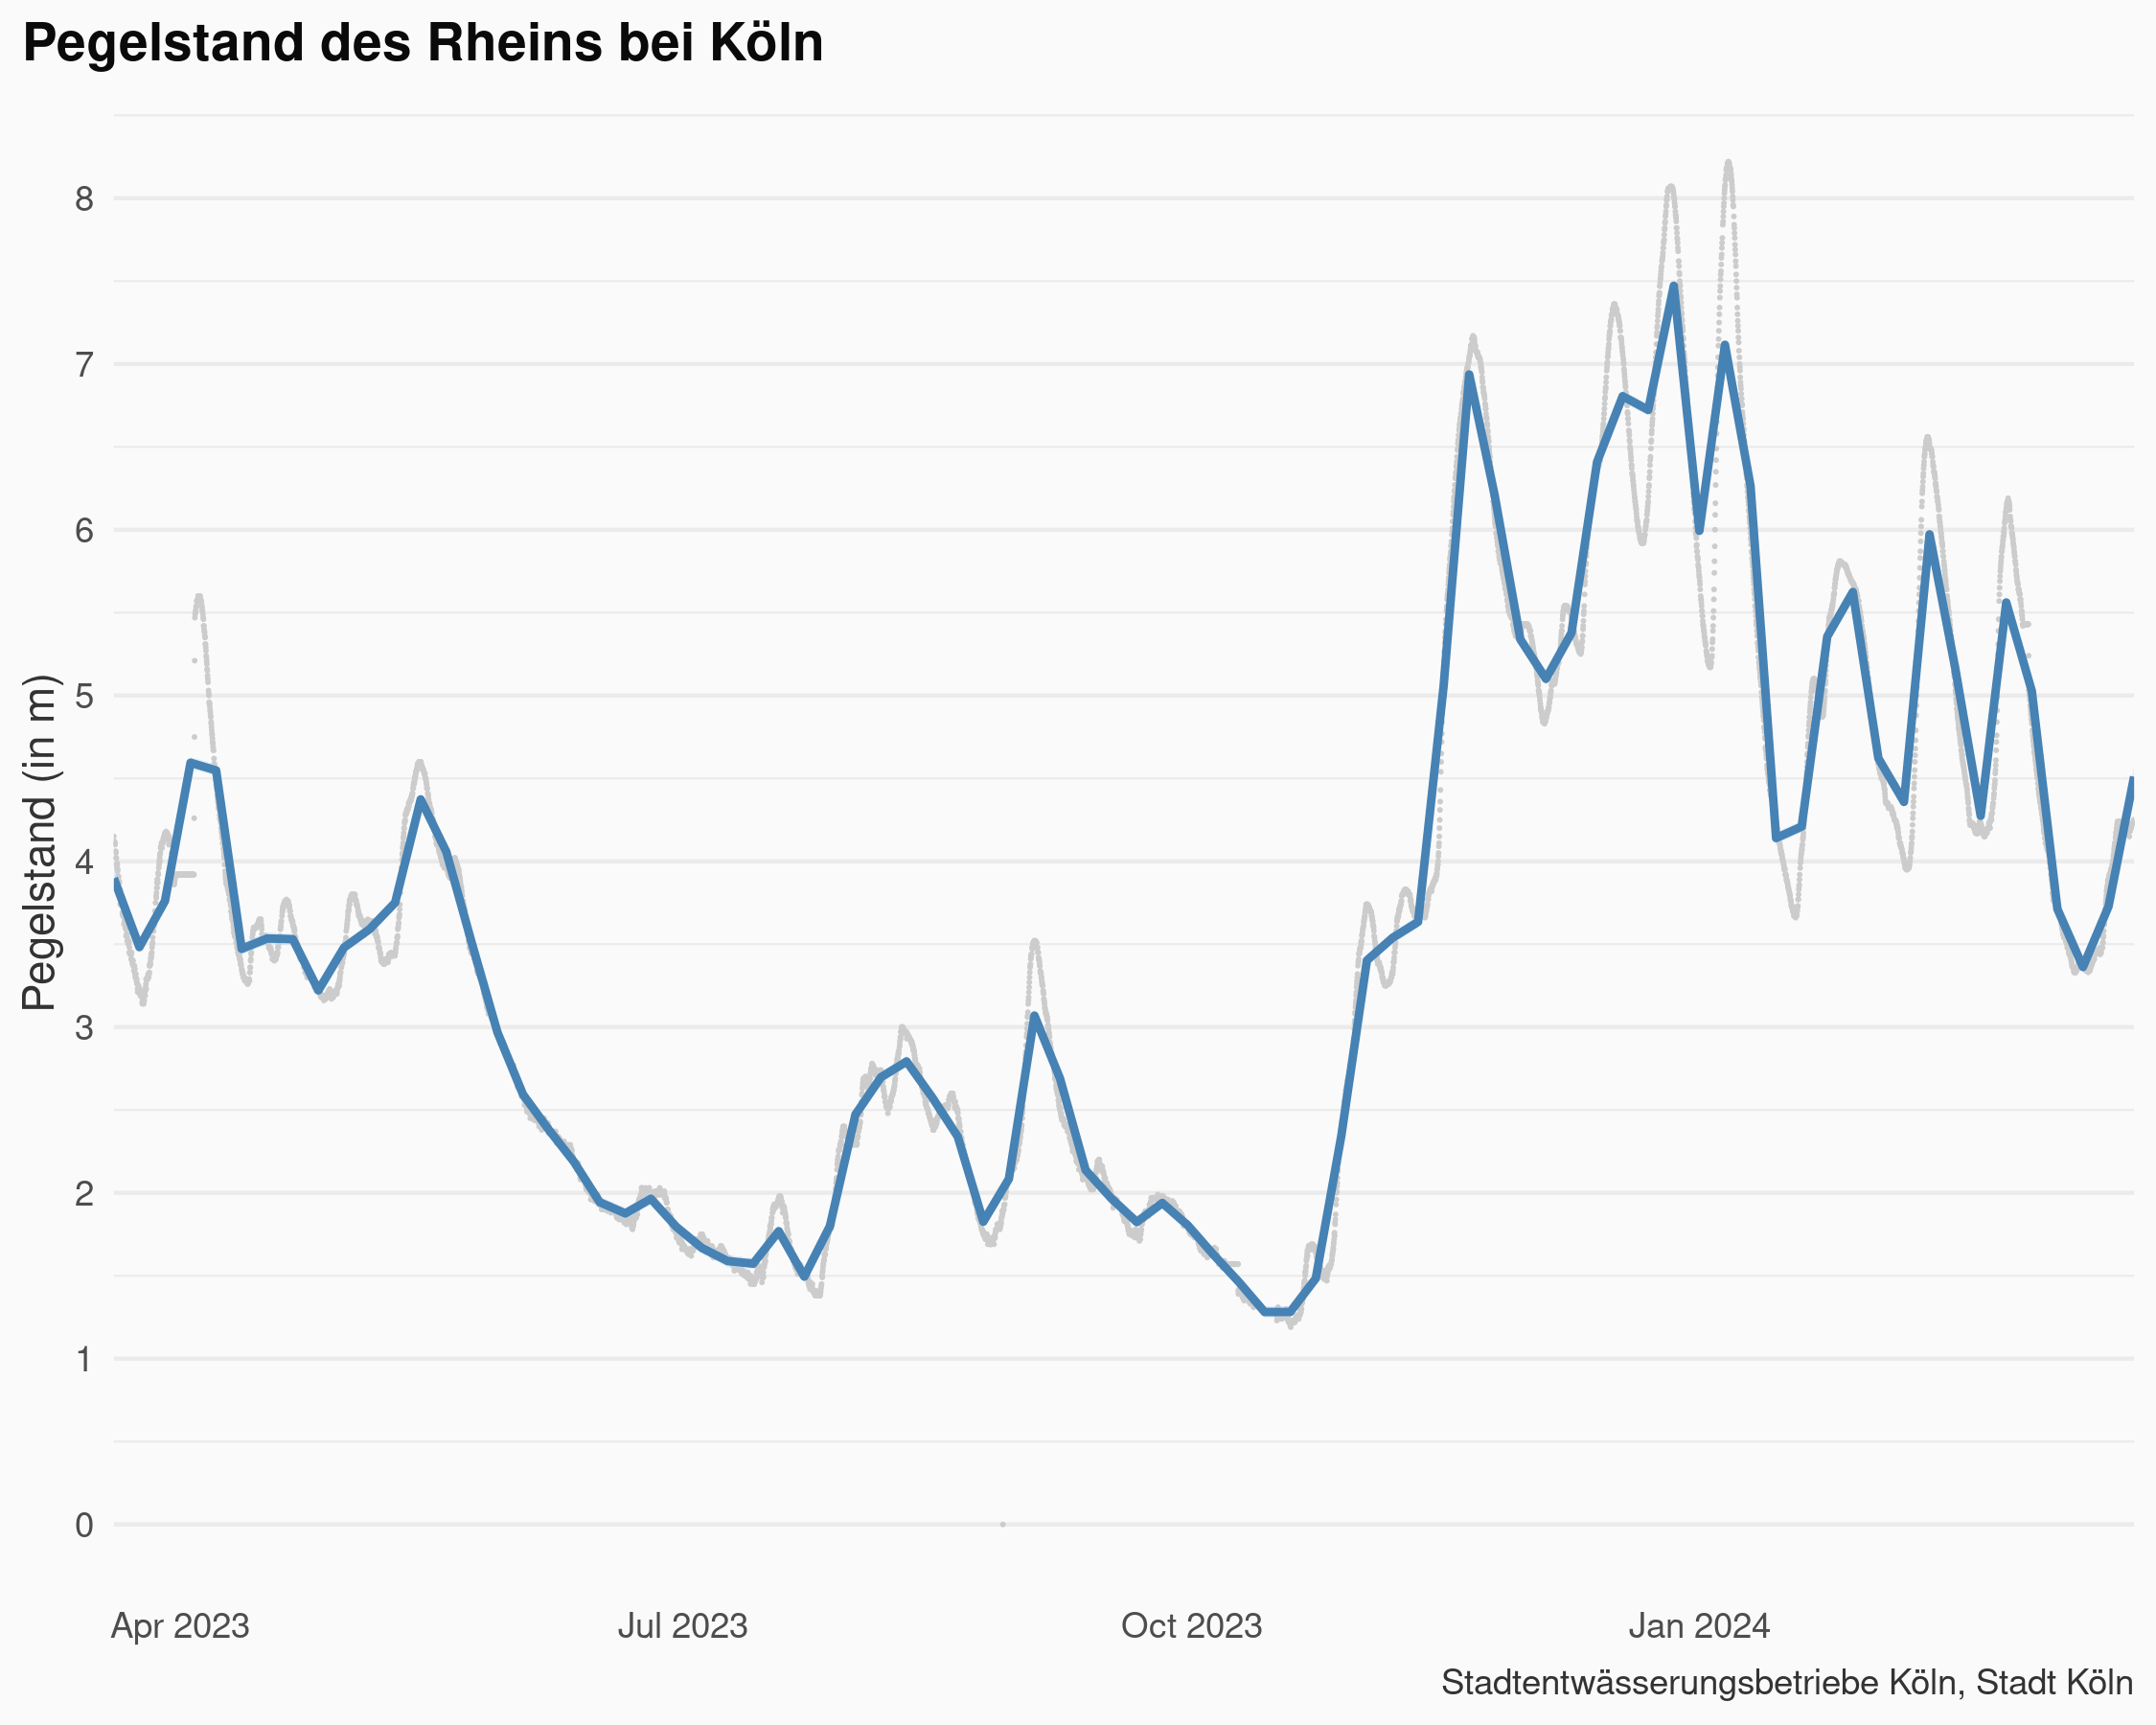 Pegelstand des Rheins bei Köln
Pegelstand (in m)
8
7
6
5
4
3
2
1
0
Apr 2023 Jul 2023 Oct 2023 Jan 2024
Stadtentwässerungsbetriebe Köln, Stadt Köln